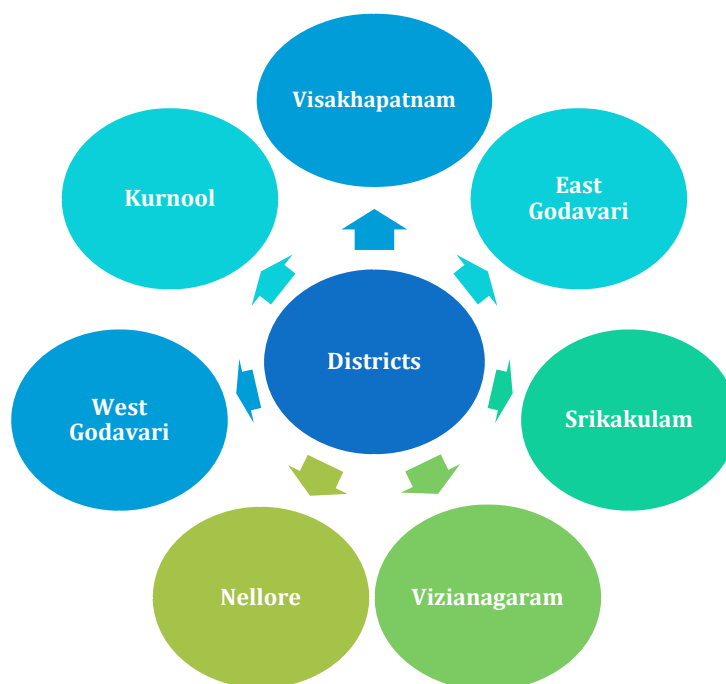 Visakhapatnam
East
Godavari
Srikakulam
Vizianagaram
Nellore
West
Godavari
Kurnool
Districts